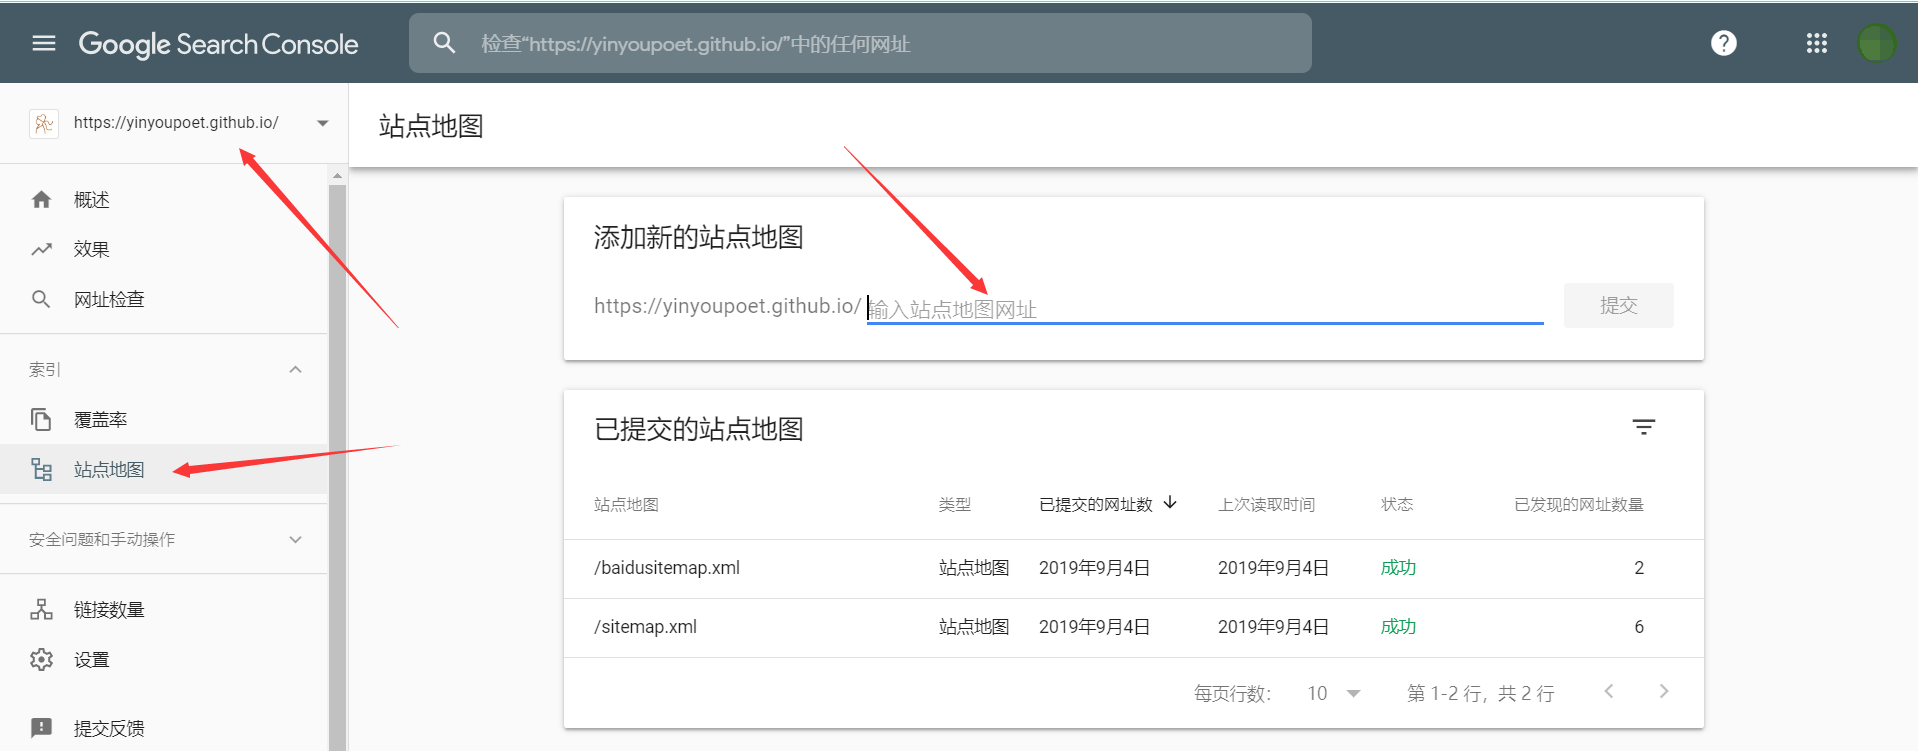 Google Search Console
检查“https://yinyoupoet.github.io/”中的任何网址
https://yinyoupoet.github.io/
概述
效果
网址检查
索引
覆盖率
站点地图
安全问题和手动操作
链接数量
设置
提交反馈
站点地图
添加新的站点地图
https://yinyoupoet.github.io/ 输入站点地图网址 提交
已提交的站点地图
站点地图 类型 已提交的网址数 上次读取时间 状态 已发现的网址数量
/baidusitemap.xml 站点地图 2019年9月4日 2019年9月4日 成功 2
/sitemap.xml 站点地图 2019年9月4日 2019年9月4日 成功 6
每页行数： 10 第 1-2 行，共 2 行